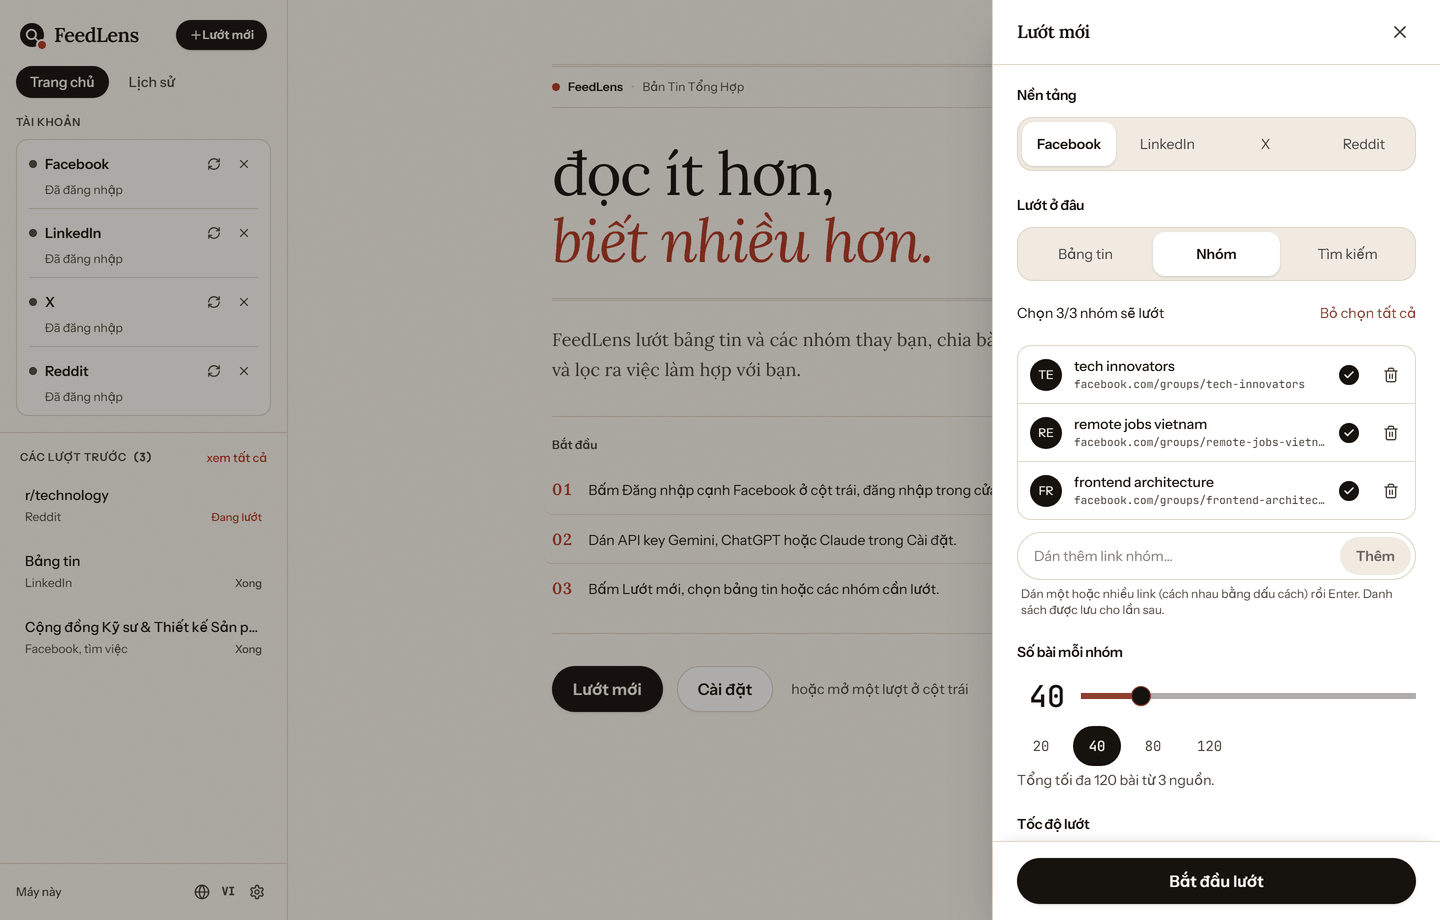 FeedLens
+ Lướt mới
Trang chủ
Lịch sử
TÀI KHOẢN
Facebook
Đã đăng nhập
LinkedIn
Đã đăng nhập
X
Đã đăng nhập
Reddit
Đã đăng nhập
CÁC LƯỢT TRƯỚC (3)
xem tất cả
r/technology
Reddit
Đang lướt
Bảng tin
LinkedIn
Xong
Cộng đồng Kỹ sư & Thiết kế Sản p...
Facebook, tìm việc
Xong
Máy này
VI
FeedLens · Bản Tin Tổng Hợp
đọc ít hơn,
biết nhiều hơn.
FeedLens lướt bảng tin và các nhóm thay bạn, chia
và lọc ra việc làm hợp với bạn.
Bắt đầu
01 Bấm Đăng nhập cạnh Facebook ở cột trái, đăng nhập trong
02 Dán API key Gemini, ChatGPT hoặc Claude trong Cài đặt.
03 Bấm Lướt mới, chọn bảng tin hoặc các nhóm cần lướt.
Lướt mới
Cài đặt
hoặc mở một lượt ở cột trái
Lướt mới
Nền tảng
Facebook
LinkedIn
X
Reddit
Lướt ở đâu
Bảng tin
Nhóm
Tìm kiếm
Chọn 3/3 nhóm sẽ lướt
Bỏ chọn tất cả
TE
tech innovators
facebook.com/groups/tech-innovators
RE
remote jobs vietnam
facebook.com/groups/remote-jobs-vietn...
FR
frontend architecture
facebook.com/groups/frontend-architec...
Dán thêm link nhóm...
Thêm
Dán một hoặc nhiều link (cách nhau bằng dấu cách) rồi Enter. Danh
sách được lưu cho lần sau.
Số bài mỗi nhóm
40
20
40
80
120
Tổng tối đa 120 bài từ 3 nguồn.
Tốc độ lướt
Bắt đầu lướt